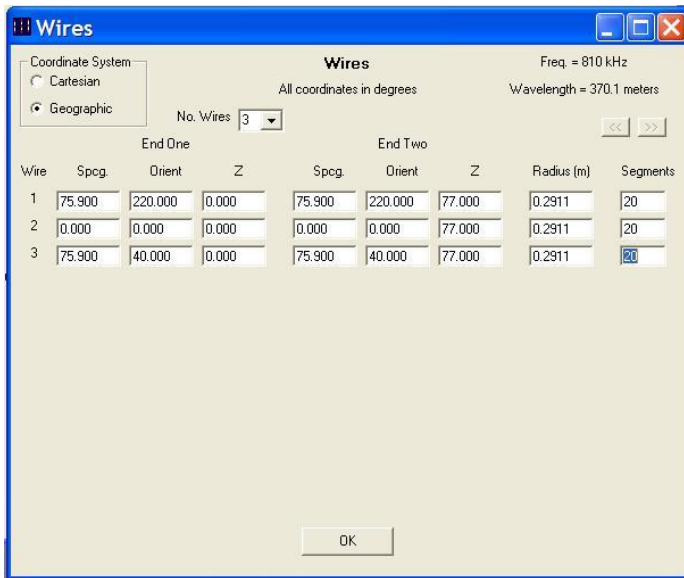 Wires
Coordinate System
Cartesian
Geographic
Wires
All coordinates in degrees
Freq. = 810 kHz
Wavelength = 370.1 meters
No. Wires 3
<< >>
End One End Two
Wire Spcg. Orient Z Spcg. Orient Z Radius (m) Segments
1 75.900 220.000 0.000 75.900 220.000 77.000 0.2911 20
2 0.000 0.000 0.000 0.000 0.000 77.000 0.2911 20
3 75.900 40.000 0.000 75.900 40.000 77.000 0.2911 20
OK